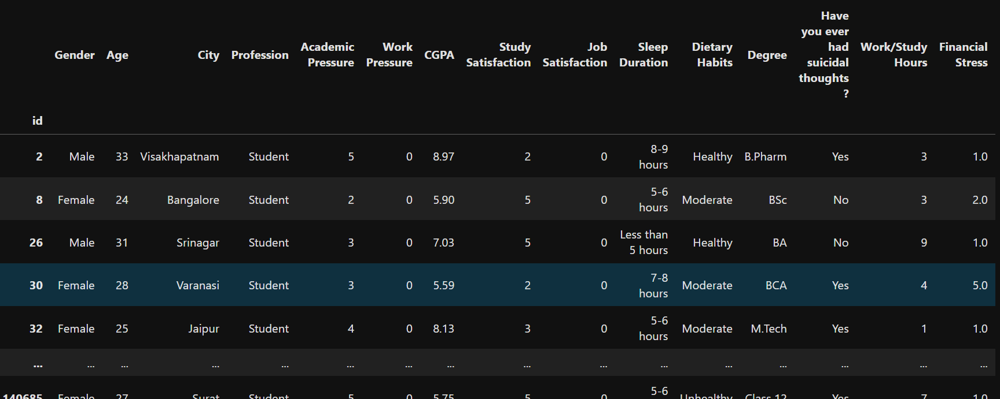 Gender Age City Profession Academic Pressure Work Pressure CGPA Study Satisfaction Job Satisfaction Sleep Duration Dietary Habits Degree Have you ever had suicidal thoughts ? Work/Study Hours Financial Stress
id
2 Male 33 Visakhapatnam Student 5 0 8.97 2 0 8-9 hours Healthy B.Pharm Yes 3 1.0
8 Female 24 Bangalore Student 2 0 5.90 5 0 5-6 hours Moderate BSc No 3 2.0
26 Male 31 Srinagar Student 3 0 7.03 5 0 Less than 5 hours Healthy BA No 9 1.0
30 Female 28 Varanasi Student 3 0 5.59 2 0 7-8 hours Moderate BCA Yes 4 5.0
32 Female 25 Jaipur Student 4 0 8.13 3 0 5-6 hours Moderate M.Tech Yes 1 1.0
... ... ... ... ... ... ... ... ... ... ... ... ... ... ... ...
140685 Female 27 Surat Student 5 0 5.75 5 0 5-6 Unhealthy Class 12 Yes 7 1.0